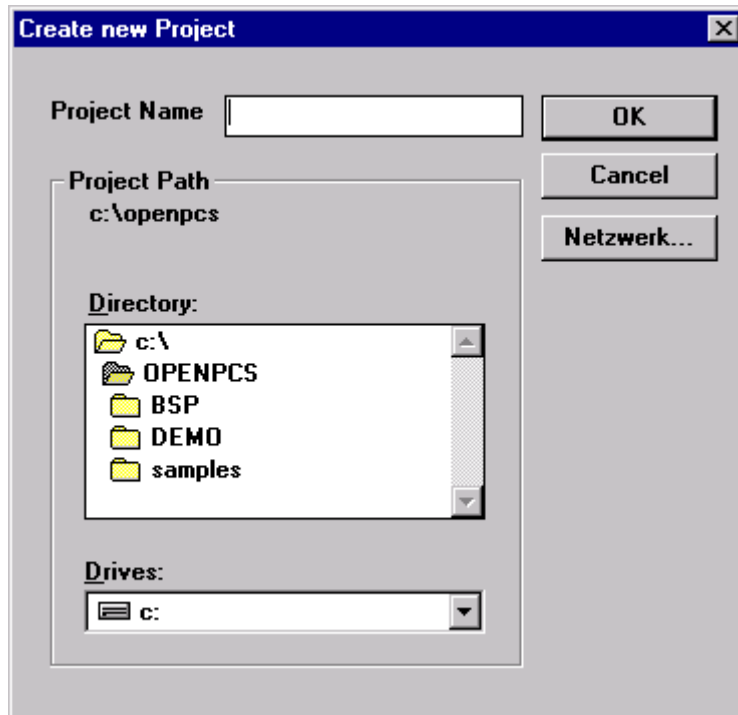 Create new Project
Project Name
OK
Project Path
Cancel
c:\openpcs
Netzwerk...
Directory:
c:\
OPENPCS
BSP
DEMO
samples
Drives:
c: